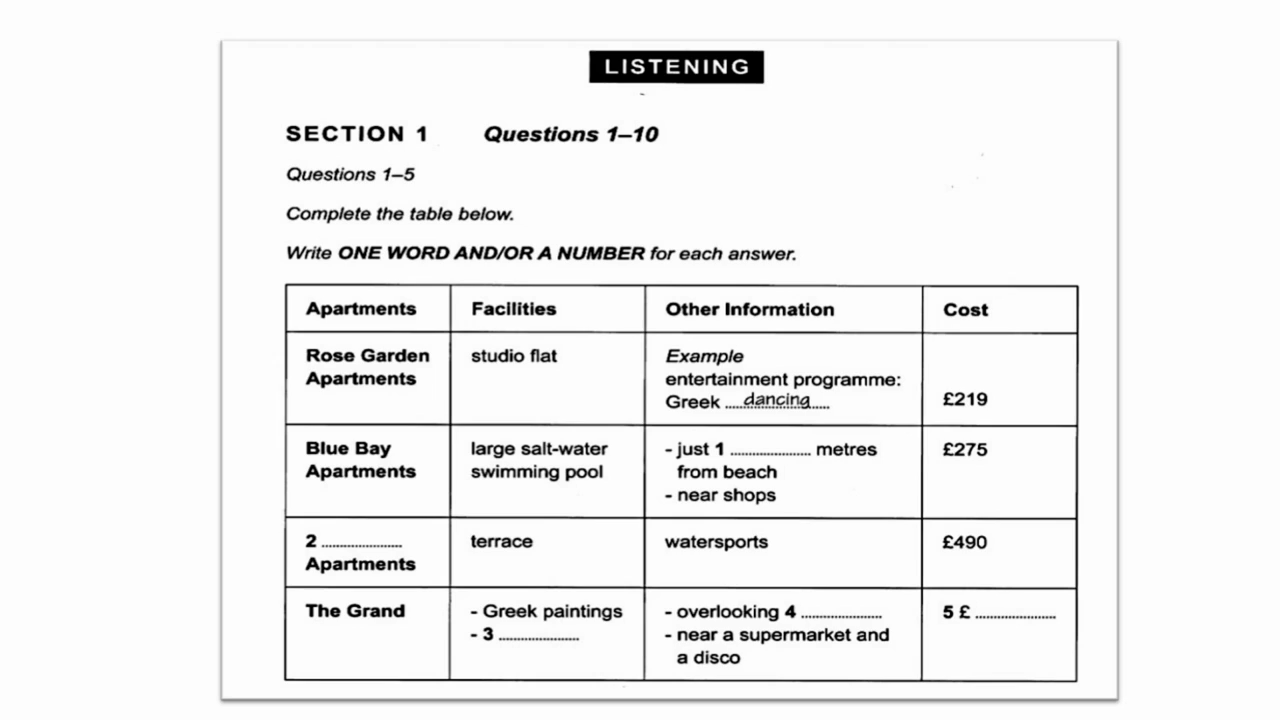 LISTENING
SECTION 1 Questions 1–10
Questions 1–5
Complete the table below.
Write ONE WORD AND/OR A NUMBER for each answer.
Apartments Facilities Other Information Cost
Rose Garden Apartments
studio flat
Example
entertainment programme:
Greek ....dancing....
£219
Blue Bay
Apartments
large salt-water
swimming pool
- just 1 ..................... metres
from beach
- near shops
£275
2 .....................
Apartments
terrace
watersports
£490
The Grand
- Greek paintings
- 3 .....................
- overlooking 4 .....................
- near a supermarket and
a disco
5 £ .....................